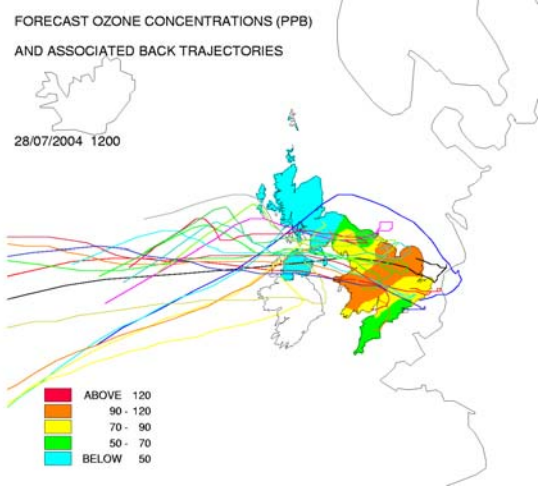 FORECAST OZONE CONCENTRATIONS (PPB)
AND ASSOCIATED BACK TRAJECTORIES
28/07/2004 1200
ABOVE 120
90 - 120
70 - 90
50 - 70
BELOW 50